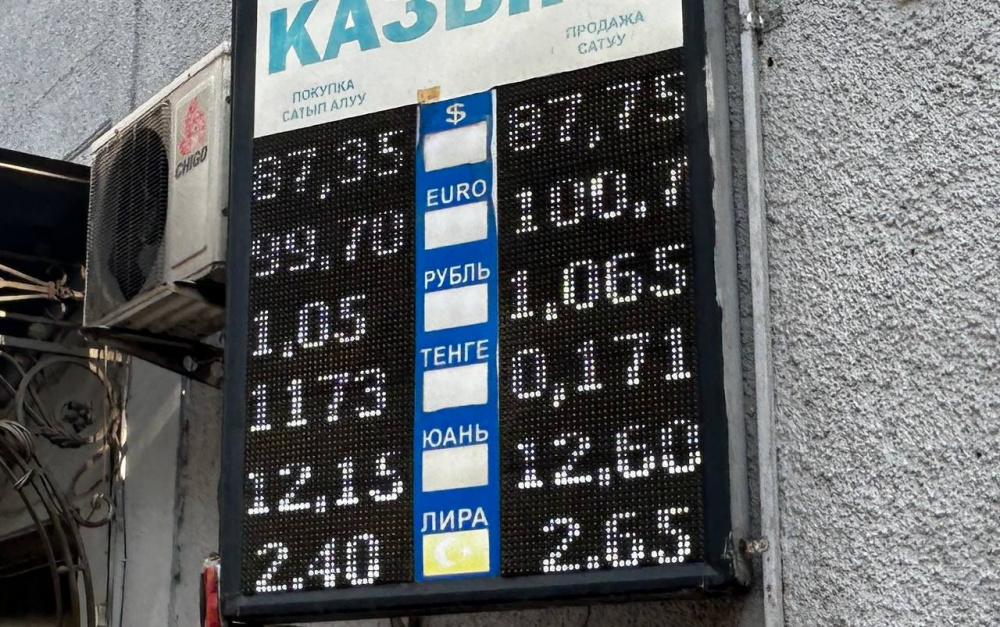 ПРОДАЖА
САТУУ
ПОКУПКА
САТЫП АЛУУ
CHIGO
$
87,35 87,75
EURO
99,70 100,7
РУБЛЬ
1,05 1,065
ТЕНГЕ
1173 0,171
ЮАНЬ
12,15 12,60
ЛИРА
2.40 2.65